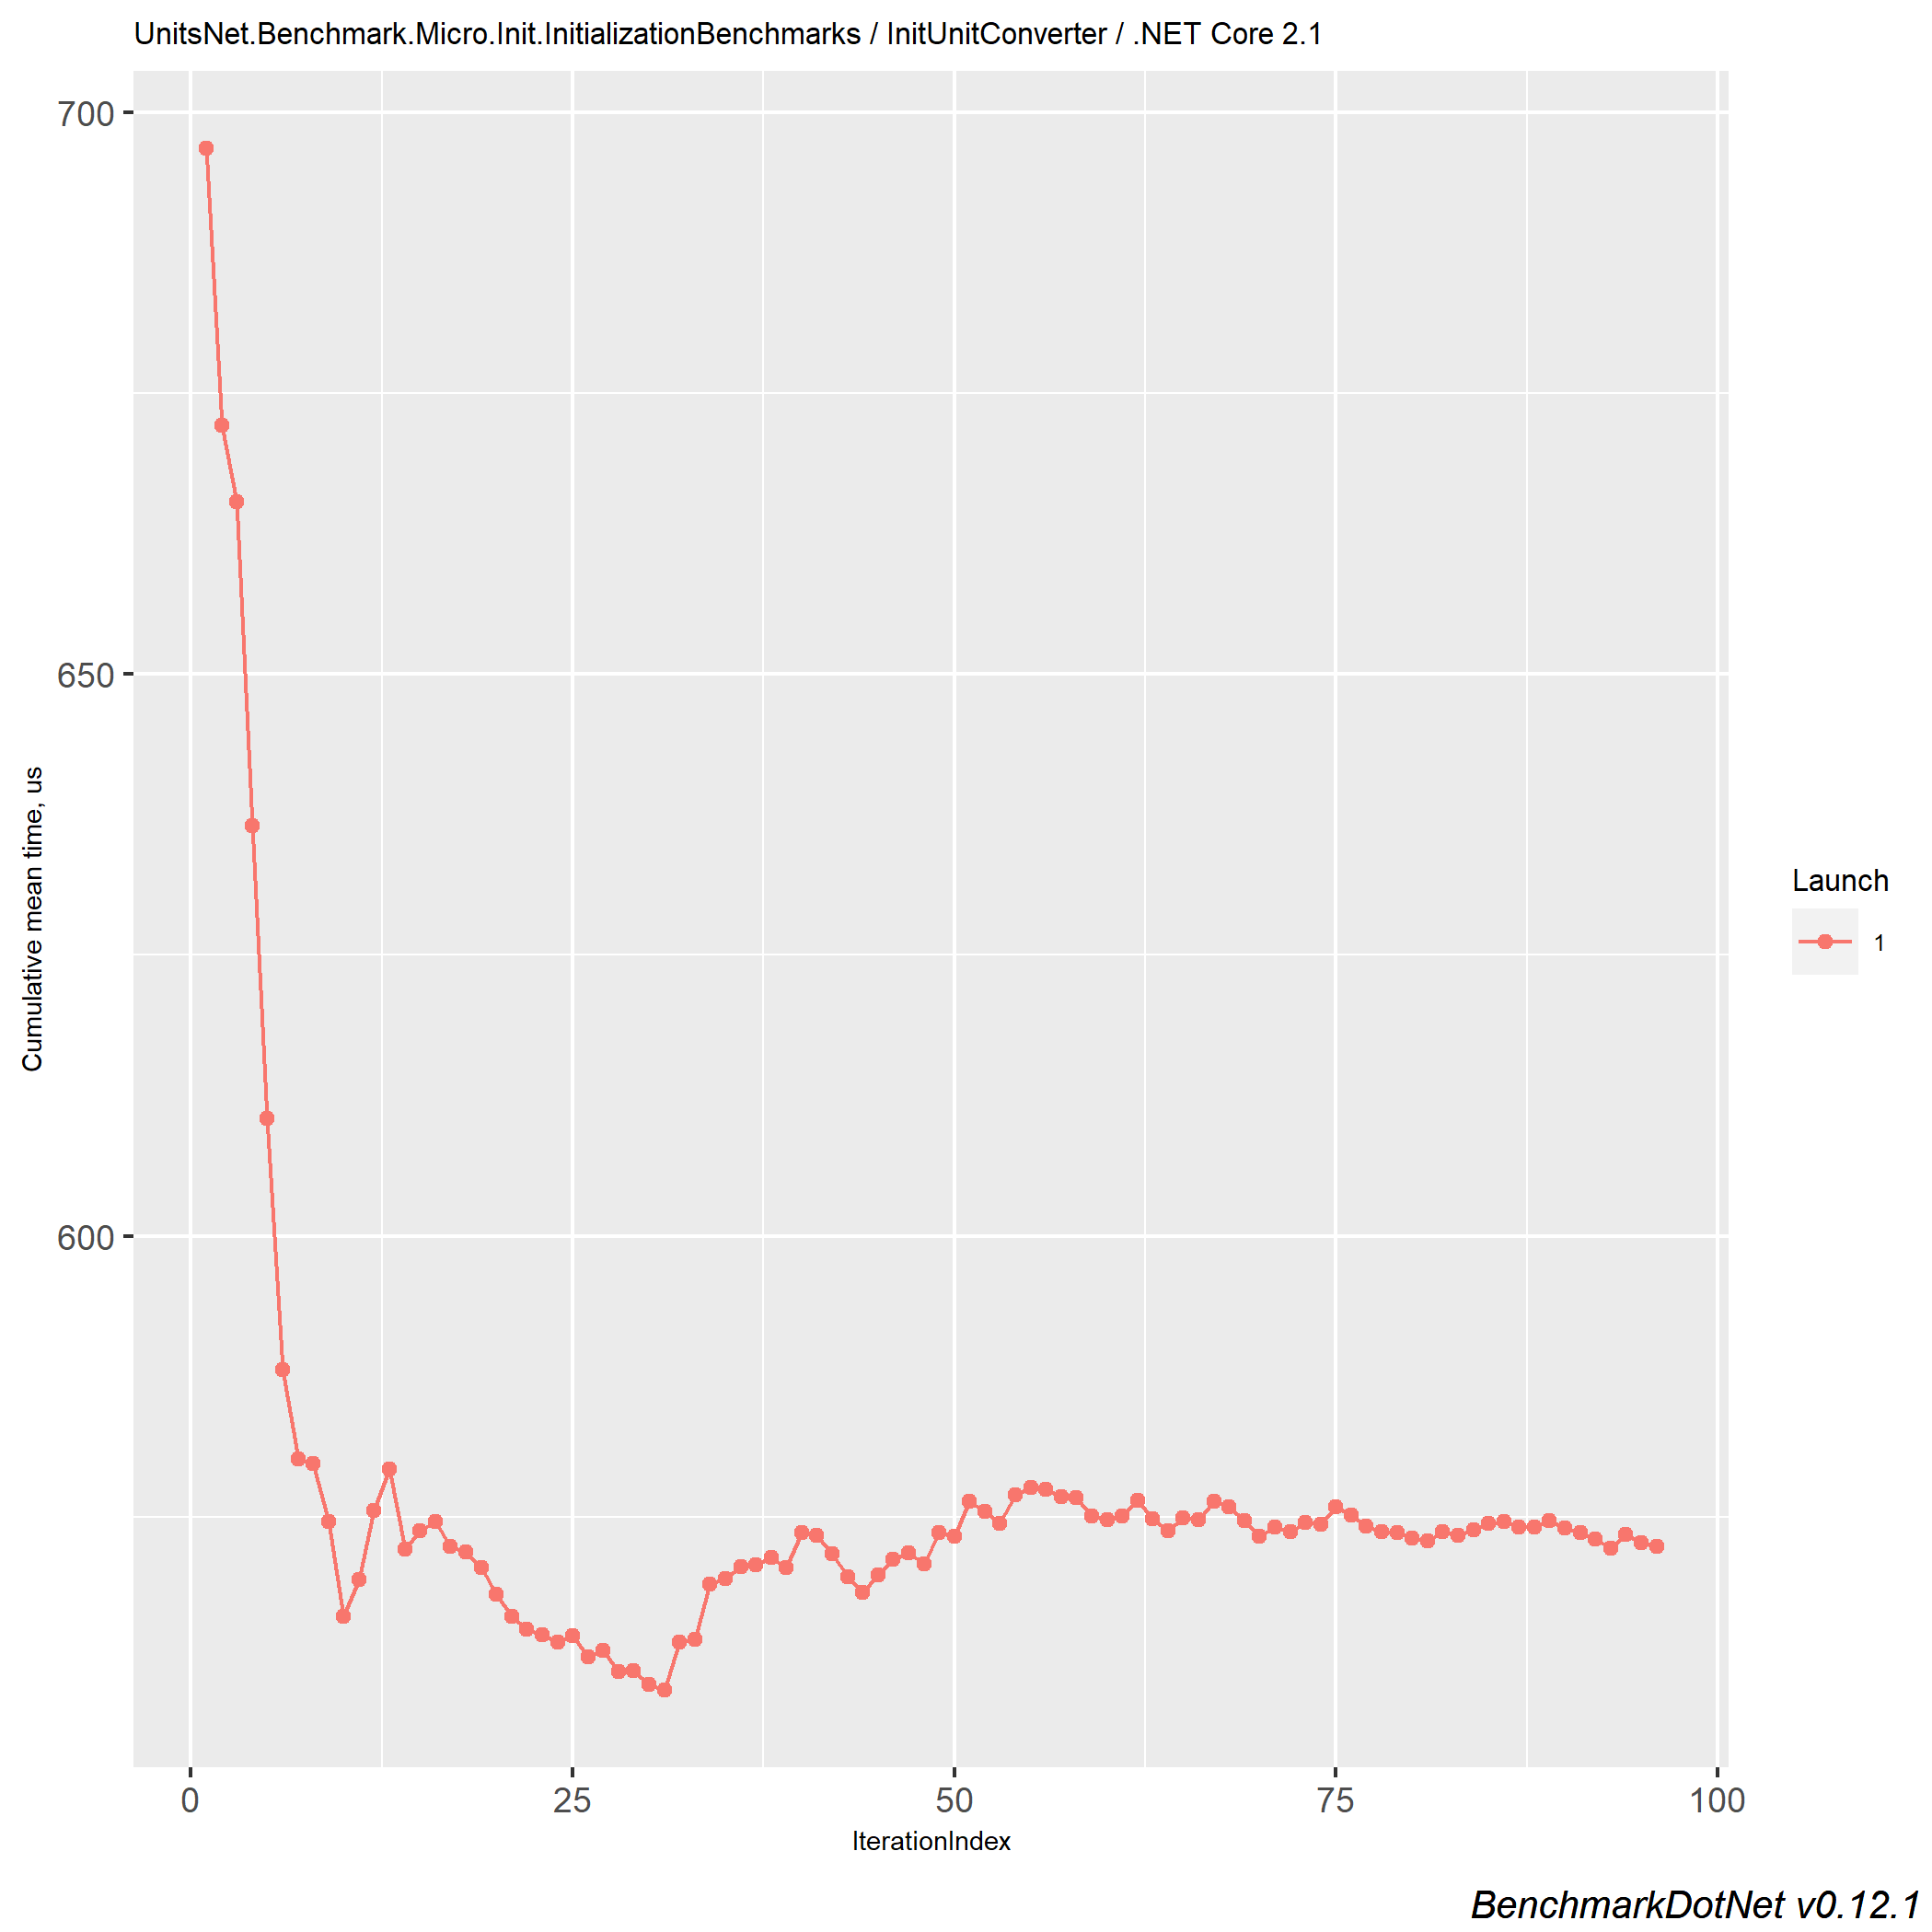 UnitsNet.Benchmark.Micro.Init.InitializationBenchmarks / InitUnitConverter / .NET Core 2.1
700
650
600
Cumulative mean time, us
0 25 50 75 100
IterationIndex
Launch
1
BenchmarkDotNet v0.12.1